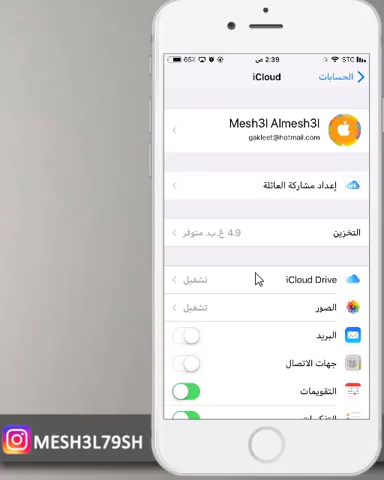 65% 2:39 ص STC
الحسابات
iCloud
Mesh3l Almesh3l
gakleet@hotmail.com
إعداد مشاركة العائلة
التخزين 4.9 غ.ب. متوفر
iCloud Drive تشغيل
الصور تشغيل
البريد
جهات الاتصال
التقويمات
التذكيرات
MESH3L79SH